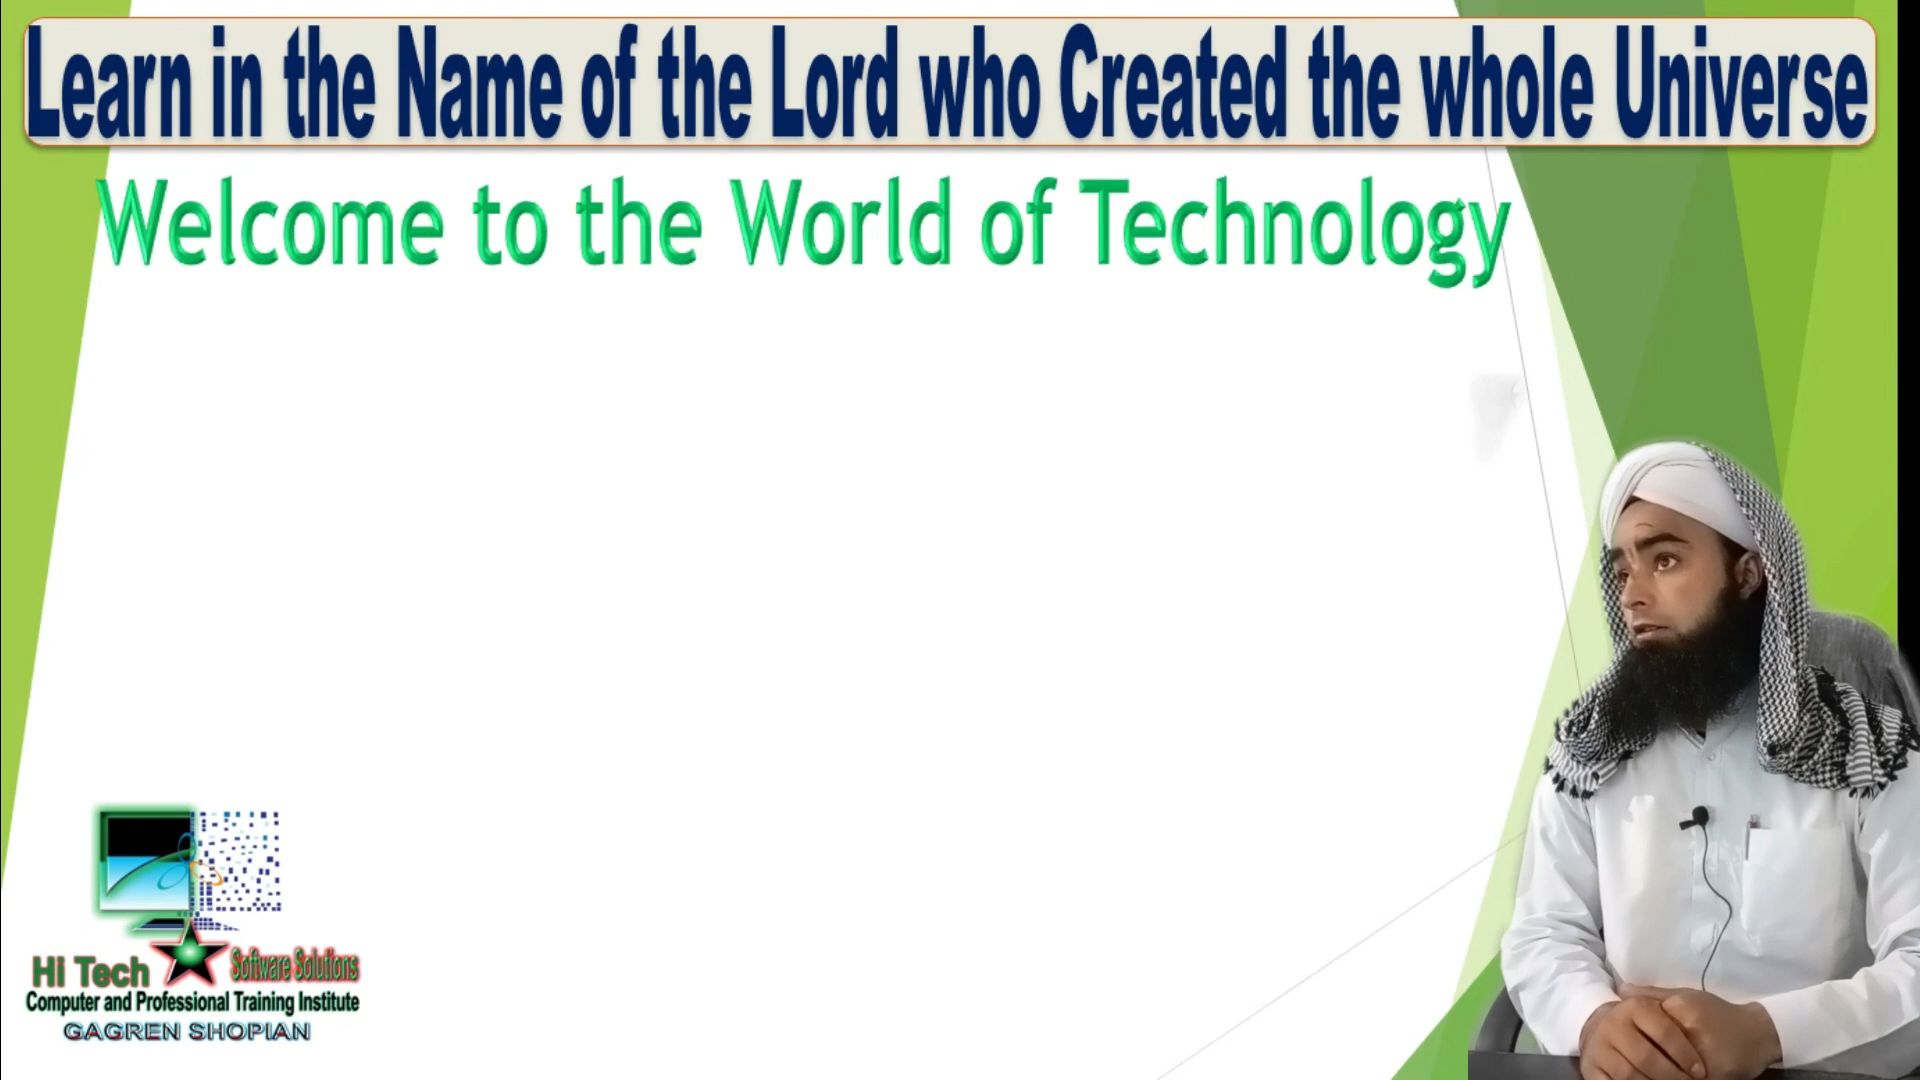 Learn in the Name of the Lord who Created the whole Universe
Welcome to the World of Technology
Hi Tech Software Solutions
Computer and Professional Training Institute
GAGREN SHOPIAN